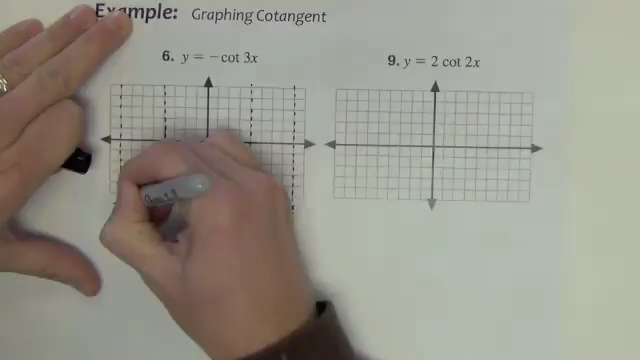 Example: Graphing Cotangent
6. y = − cot 3x
9. y = 2 cot 2x